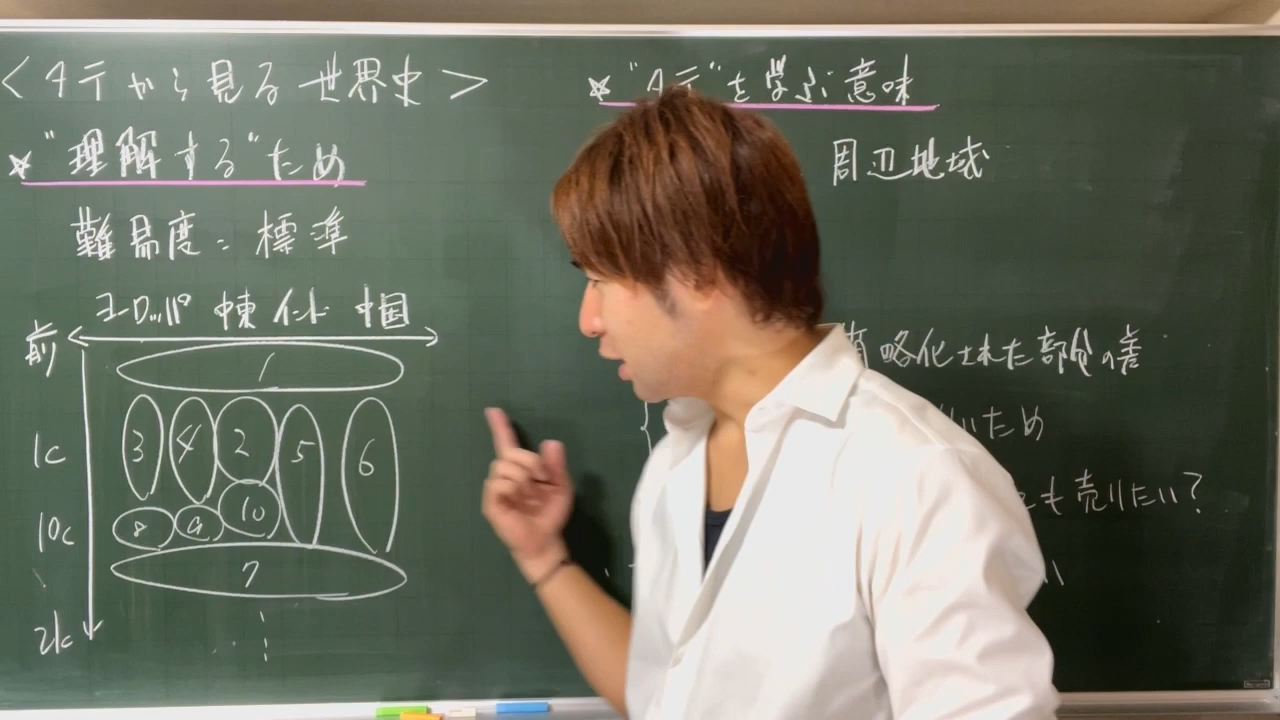 <タテから見る世界史>
☆"理解する"ため
難易度:標準
ヨーロッパ 中東 インド 中国
前
1
1c
3 4 2 5 6
10c
8 9 10
7
21c
☆"タテ"を学ぶ意味
周辺地域
略化された部分の差
いため
も売りたい?